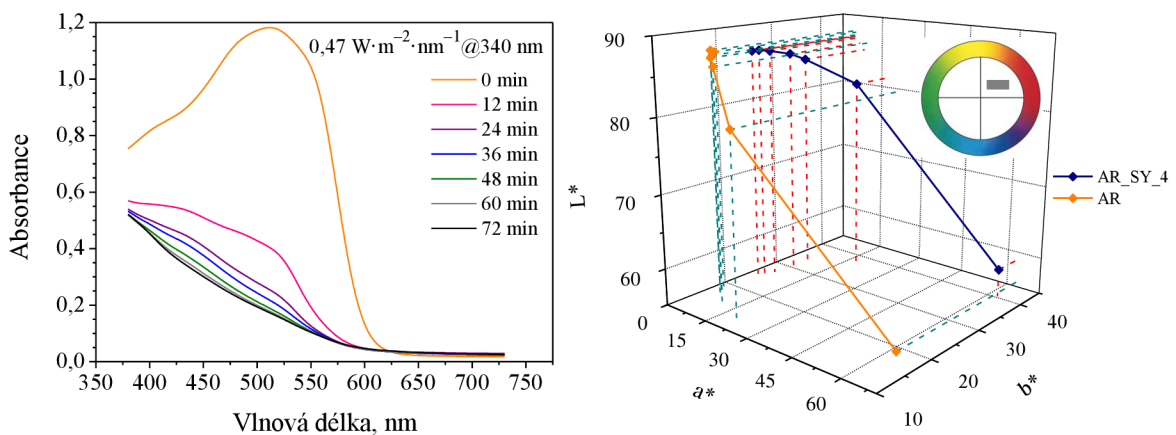 0,47 W·m⁻²·nm⁻¹@340 nm
0 min
12 min
24 min
36 min
48 min
60 min
72 min
Absorbance
1,2
1,0
0,8
0,6
0,4
0,2
0,0
350
400
450
500
550
600
650
700
750
Vlnová délka, nm
L*
90
80
70
60
0
15
30
45
60
a*
10
20
30
40
b*
AR_SY_4
AR